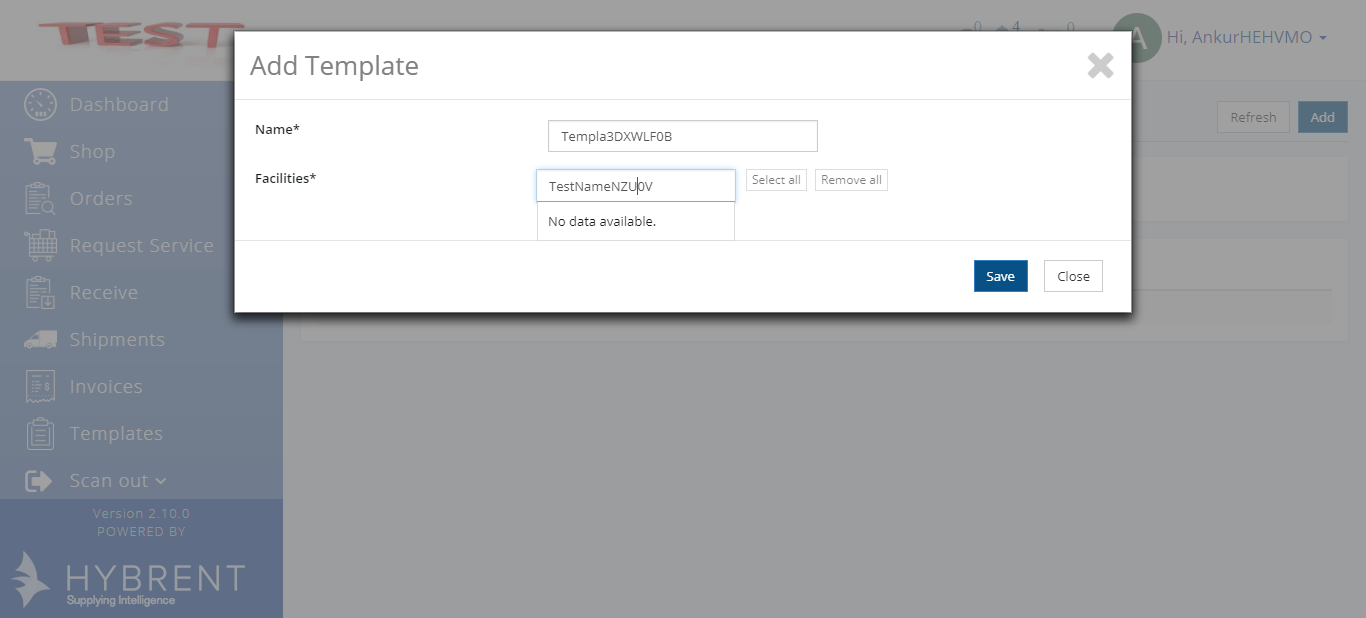 TEST
0 4 0
A Hi, AnkurHEHVMO
Add Template
Dashboard
Shop
Orders
Request Service
Receive
Shipments
Invoices
Templates
Scan out
Version 2.10.0
POWERED BY
HYBRENT
Supplying Intelligence
Refresh Add
Name* Templa3DXWLF0B
Facilities* TestNameNZU0V Select all Remove all
No data available.
Save Close